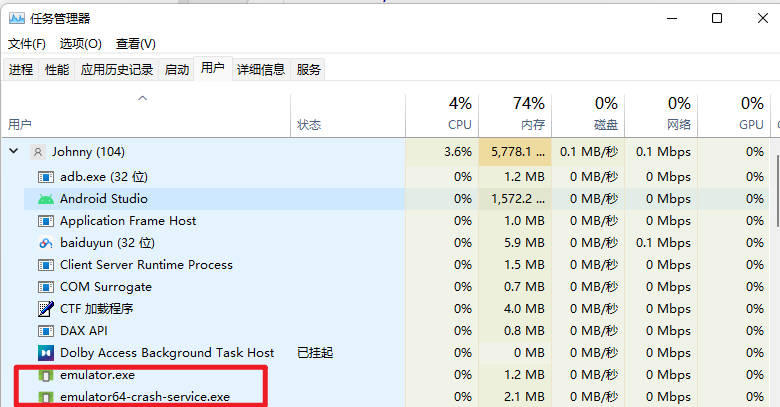 任务管理器
文件(F) 选项(O) 查看(V)
进程 性能 应用历史记录 启动 用户 详细信息 服务
4% 74% 0% 0% 0%
用户 状态 CPU 内存 磁盘 网络 GPU
Johnny (104) 3.6% 5,778.1 ... 0.1 MB/秒 0.1 Mbps 0%
adb.exe (32 位) 0% 1.2 MB 0 MB/秒 0 Mbps 0%
Android Studio 0% 1,572.2 ... 0 MB/秒 0 Mbps 0%
Application Frame Host 0% 1.0 MB 0 MB/秒 0 Mbps 0%
baiduyun (32 位) 0% 5.9 MB 0 MB/秒 0.1 Mbps 0%
Client Server Runtime Process 0% 1.5 MB 0 MB/秒 0 Mbps 0%
COM Surrogate 0% 0.7 MB 0 MB/秒 0 Mbps 0%
CTF 加载程序 0% 4.0 MB 0 MB/秒 0 Mbps 0%
DAX API 0% 0.8 MB 0 MB/秒 0 Mbps 0%
Dolby Access Background Task Host 已挂起 0% 0 MB 0 MB/秒 0 Mbps 0%
emulator.exe 0% 1.2 MB 0 MB/秒 0 Mbps 0%
emulator64-crash-service.exe 0% 2.1 MB 0 MB/秒 0 Mbps 0%